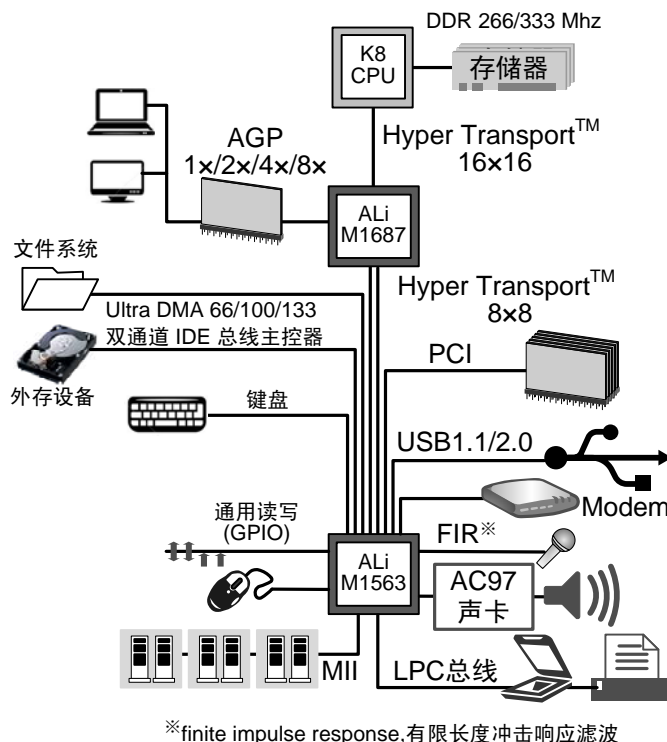 DDR 266/333 Mhz
K8
CPU
存储器
AGP
1×/2×/4×/8×
Hyper Transport™
16×16
ALi
M1687
文件系统
Ultra DMA 66/100/133
双通道 IDE 总线主控器
Hyper Transport™
8×8
外存设备
PCI
键盘
USB1.1/2.0
Modem
通用读写
(GPIO)
FIR※
ALi
M1563
AC97
声卡
MII
LPC总线
※finite impulse response,有限长度冲击响应滤波